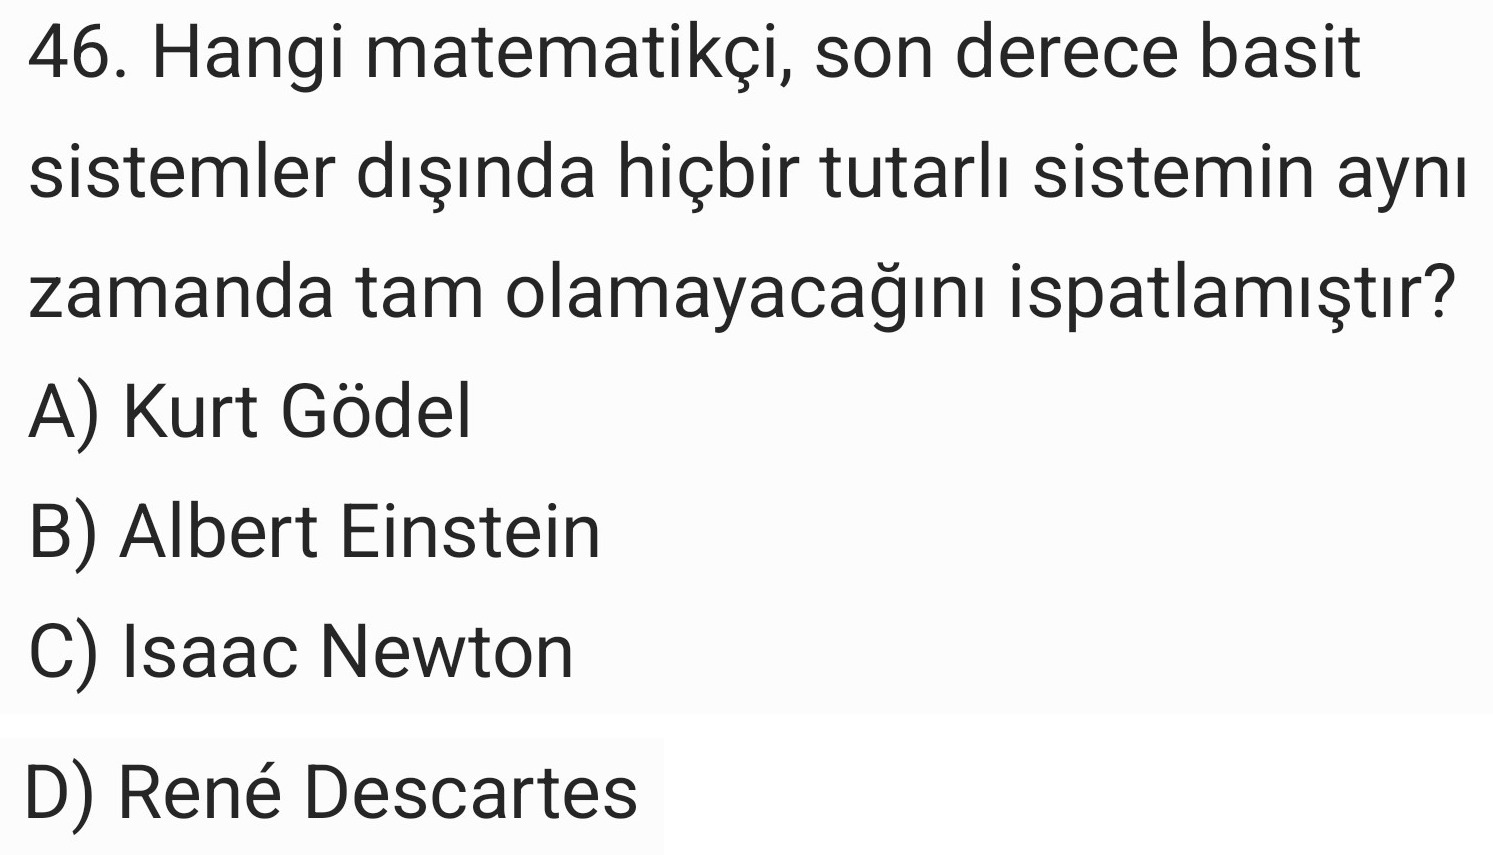 46. Hangi matematikçi, son derece basit
sistemler dışında hiçbir tutarlı sistemin aynı
zamanda tam olamayacağını ispatlamıştır?
A) Kurt Gödel
B) Albert Einstein
C) Isaac Newton
D) René Descartes